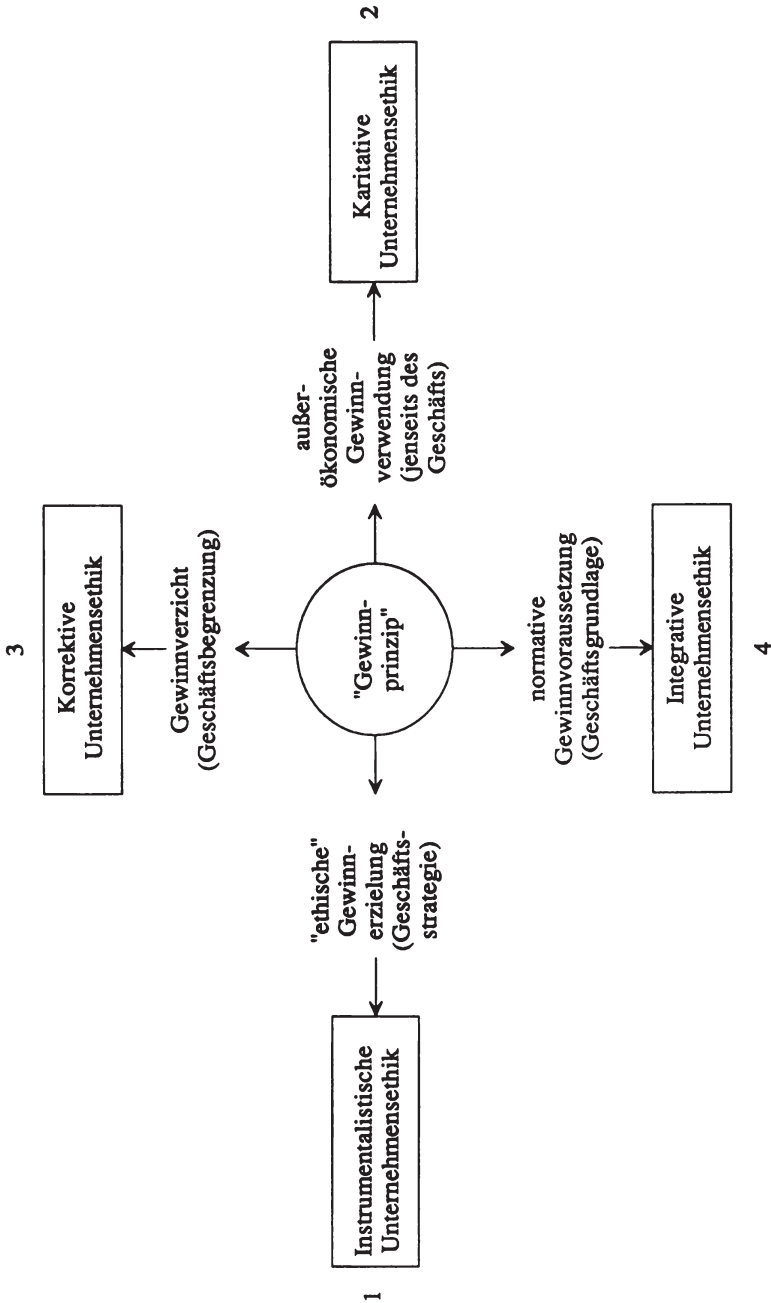 3
Korrektive
Unternehmensethik
Gewinnverzicht
(Geschäftsbegrenzung)
1
Instrumentalistische
Unternehmensethik
"ethische"
Gewinn-
erzielung
(Geschäfts-
strategie)
"Gewinn-
prinzip"
außer-
ökonomische
Gewinn-
verwendung
(jenseits des
Geschäfts)
Karitative
Unternehmensethik
2
normative
Gewinnvoraussetzung
(Geschäftsgrundlage)
Integrative
Unternehmensethik
4